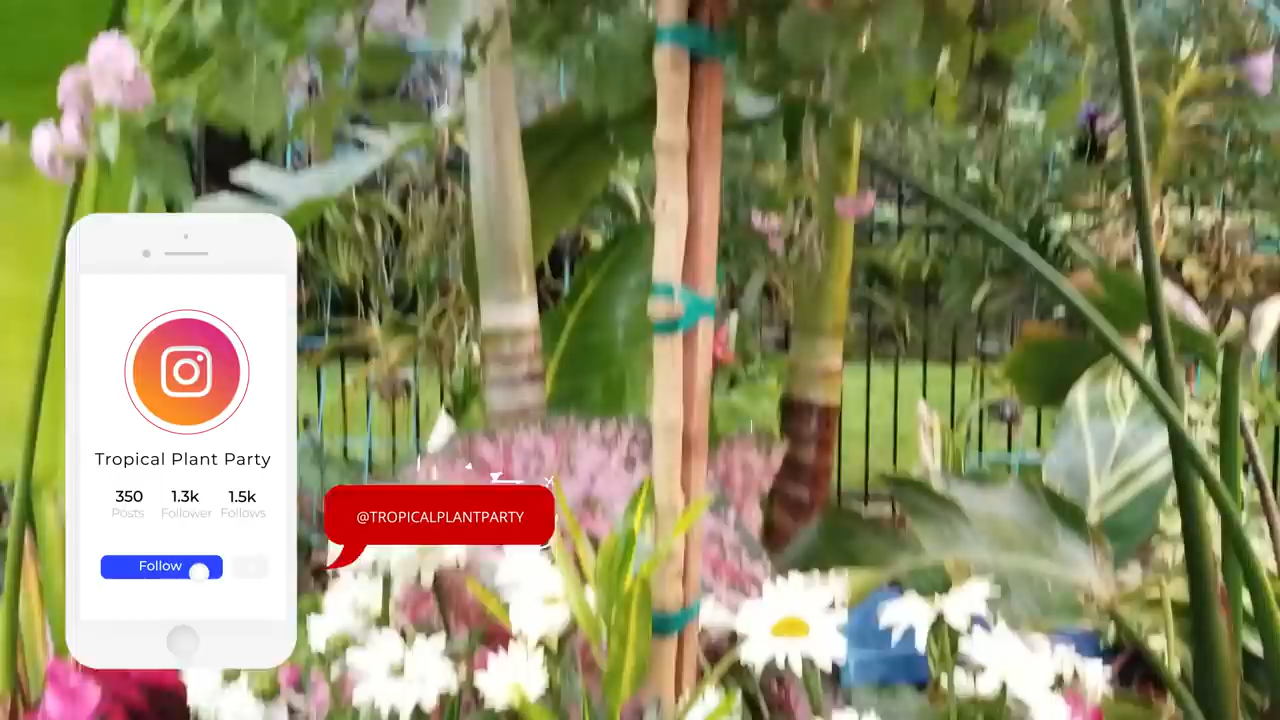 Tropical Plant Party
350 1.3k 1.5k
Posts Follower Follows
Follow
@TROPICALPLANTPARTY